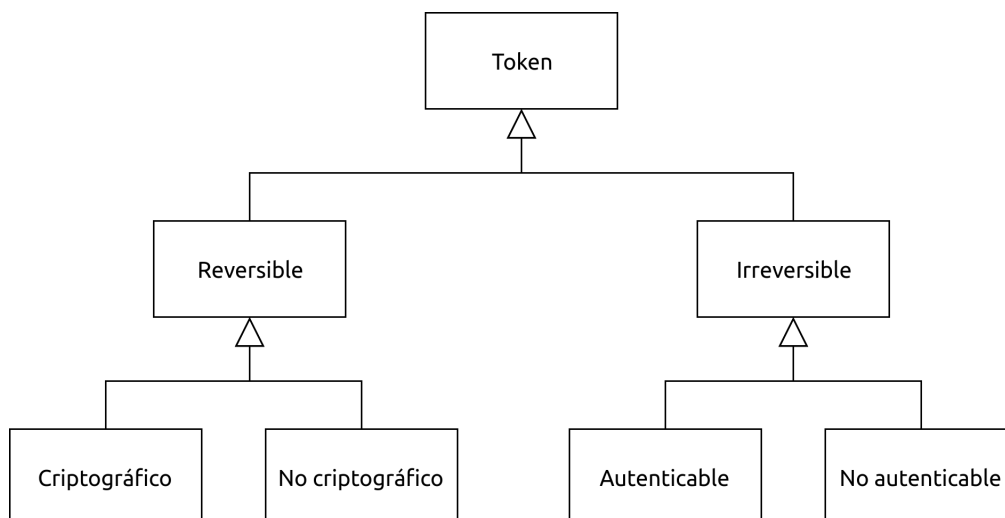 Token
Reversible
Irreversible
Criptográfico
No criptográfico
Autenticable
No autenticable